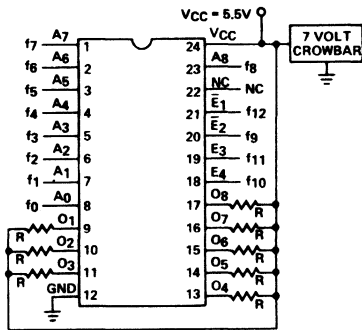 VCC = 5.5V
7 VOLT
CROWBAR
f7 A7 1 24 VCC
f6 A6 2 23 A8 f8
f5 A5 3 22 NC NC
f4 A4 4 21 E̅1 f12
f3 A3 5 20 E̅2 f9
f2 A2 6 19 E3 f11
f1 A1 7 18 E4 f10
f0 A0 8 17 O8 R
R O1 9 16 O7 R
R O2 10 15 O6 R
R O3 11 14 O5 R
GND 12 13 O4 R